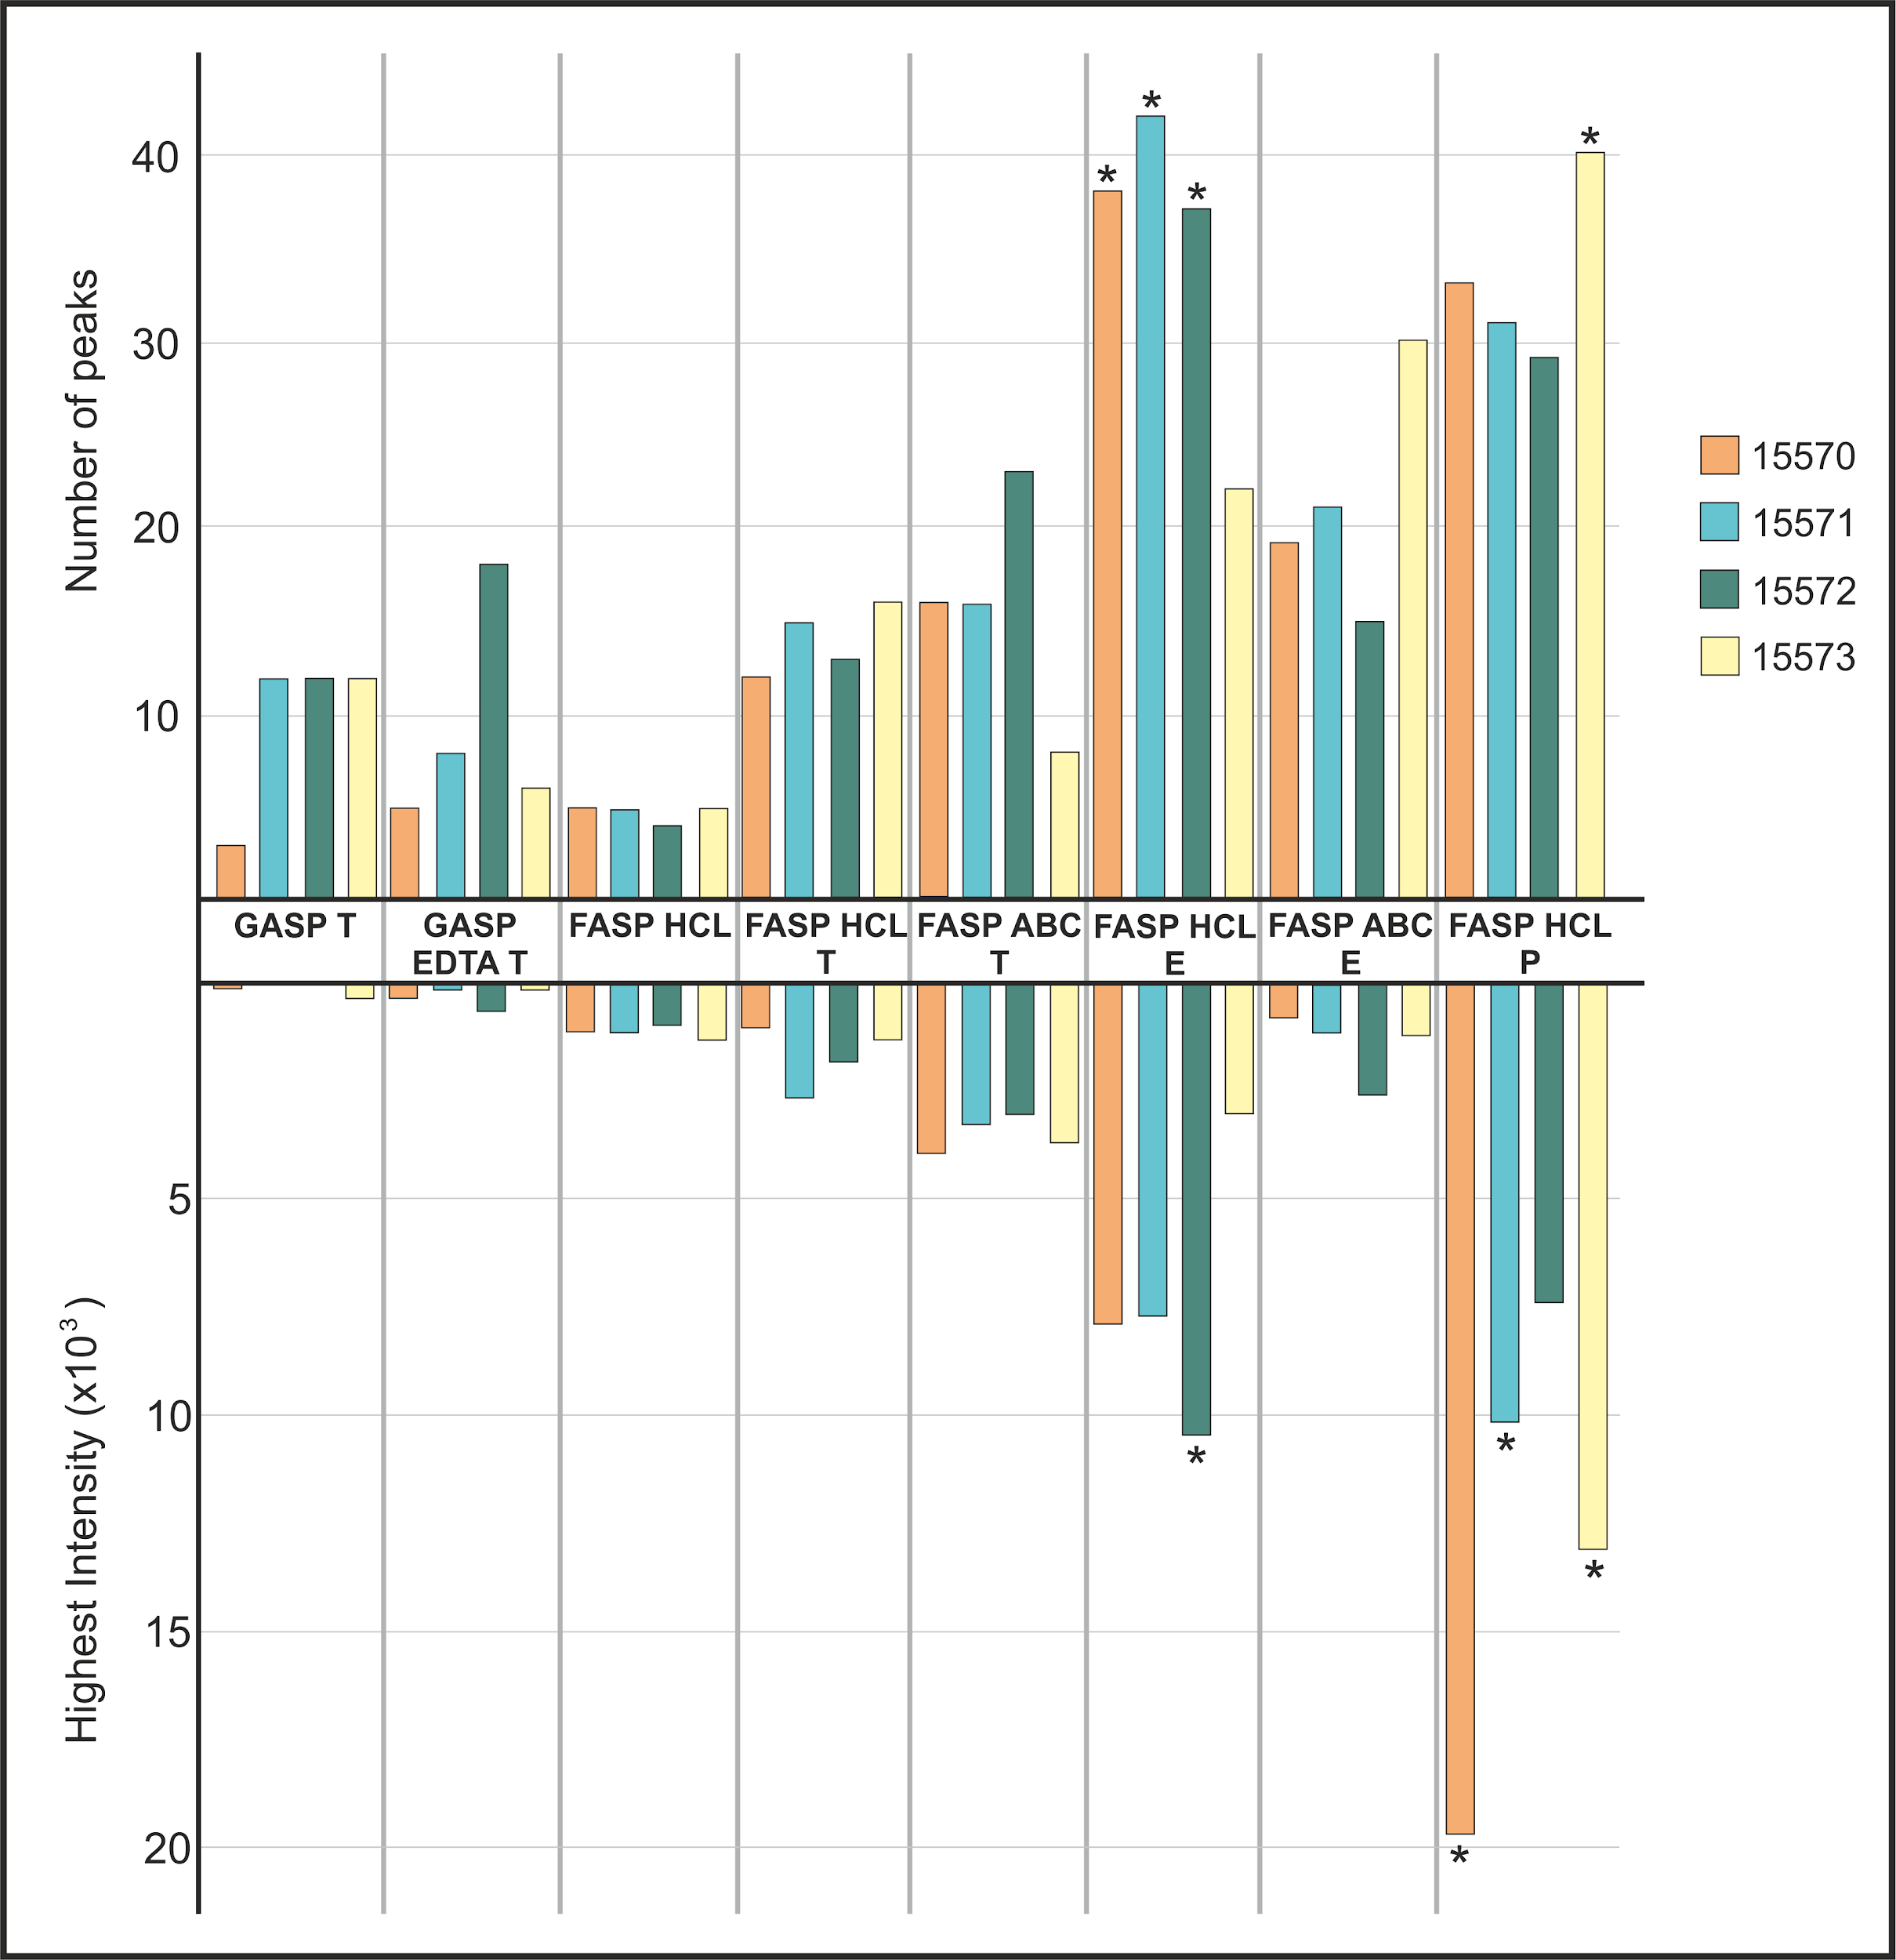 Number of peaks
40
30
20
10
* * * *
15570
15571
15572
15573
GASP T
GASP
EDTA T
FASP HCL
FASP HCL
T
FASP ABC
T
FASP HCL
E
FASP ABC
E
FASP HCL
P
Highest Intensity (x10³)
5
10
15
20
* * * *